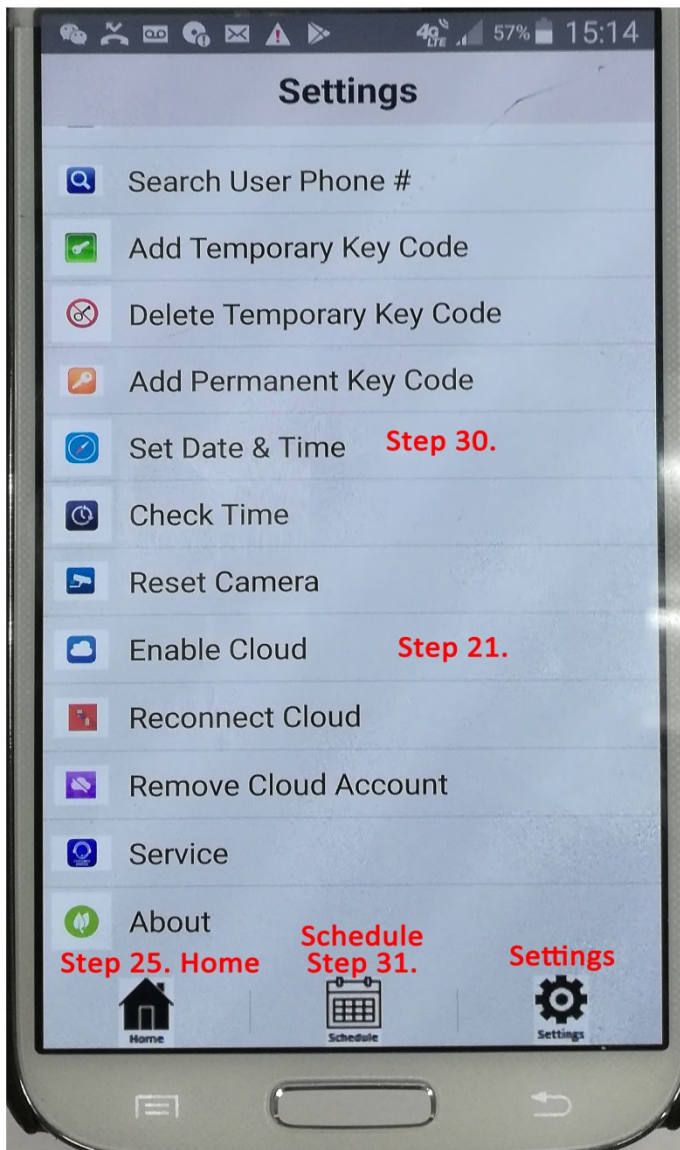 4G LTE 57% 15:14
Settings
Search User Phone #
Add Temporary Key Code
Delete Temporary Key Code
Add Permanent Key Code
Set Date & Time Step 30.
Check Time
Reset Camera
Enable Cloud Step 21.
Reconnect Cloud
Remove Cloud Account
Service
About
Step 25. Home
Schedule
Step 31.
Settings
Home
Schedule
Settings